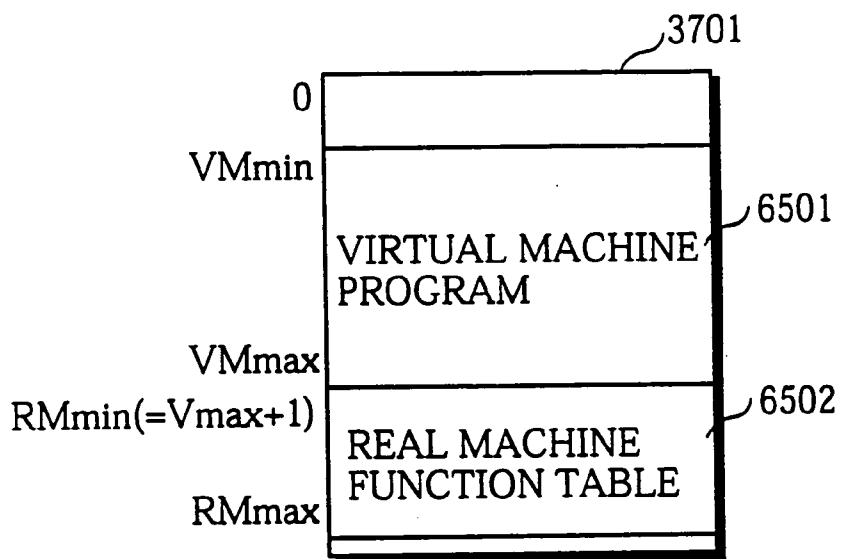 3701
0
VMmin
6501
VIRTUAL MACHINE
PROGRAM
VMmax
RMmin(=Vmax+1)
6502
REAL MACHINE
FUNCTION TABLE
RMmax